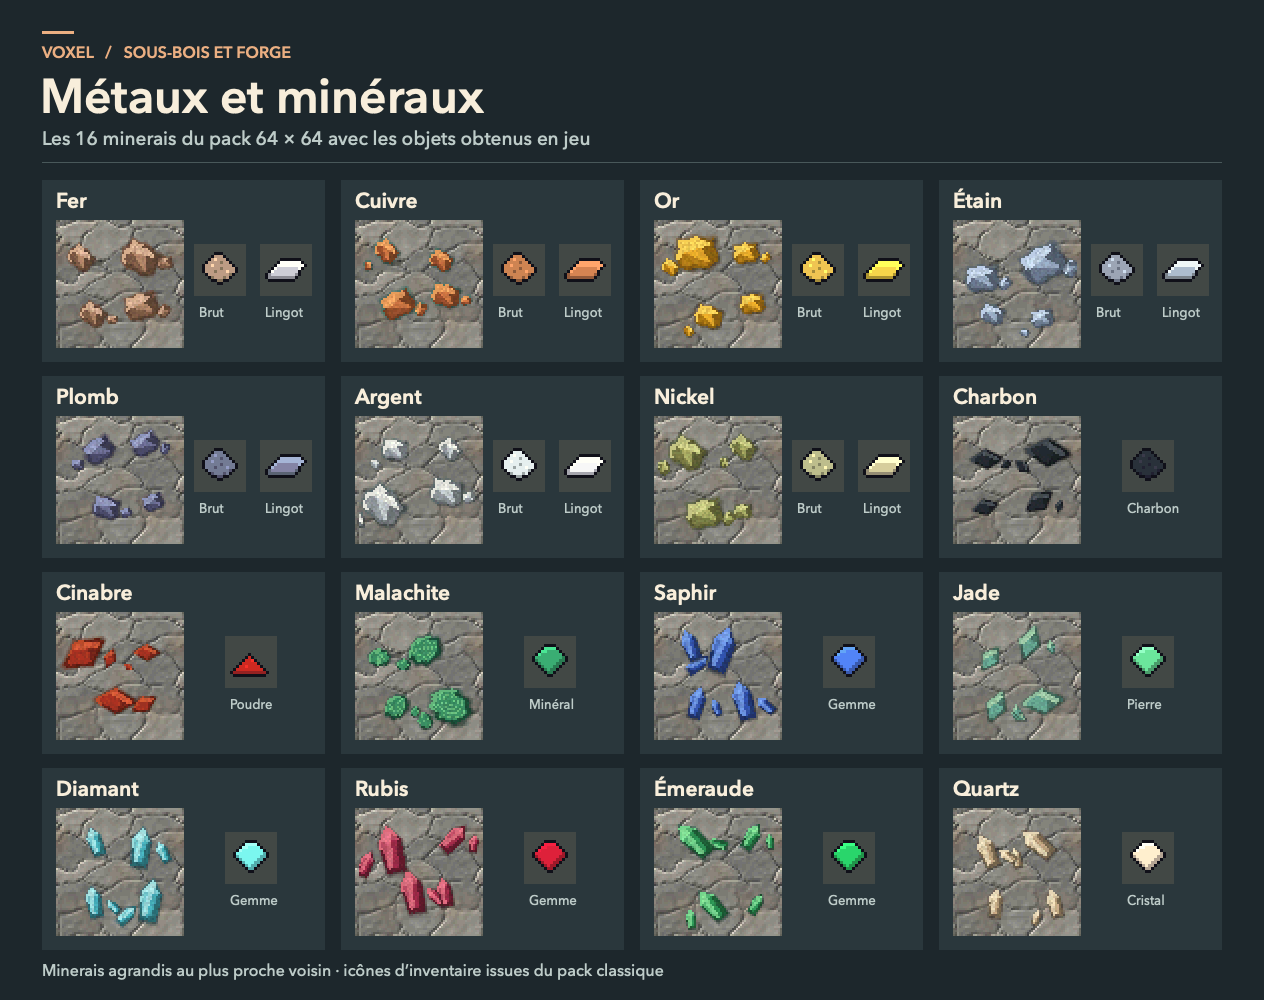 VOXEL / SOUS-BOIS ET FORGE
Métaux et minéraux
Les 16 minerais du pack 64 × 64 avec les objets obtenus en jeu
Fer
Brut
Lingot
Cuivre
Brut
Lingot
Or
Brut
Lingot
Étain
Brut
Lingot
Plomb
Brut
Lingot
Argent
Brut
Lingot
Nickel
Brut
Lingot
Charbon
Charbon
Cinabre
Poudre
Malachite
Minéral
Saphir
Gemme
Jade
Pierre
Diamant
Gemme
Rubis
Gemme
Émeraude
Gemme
Quartz
Cristal
Minerais agrandis au plus proche voisin · icônes d’inventaire issues du pack classique